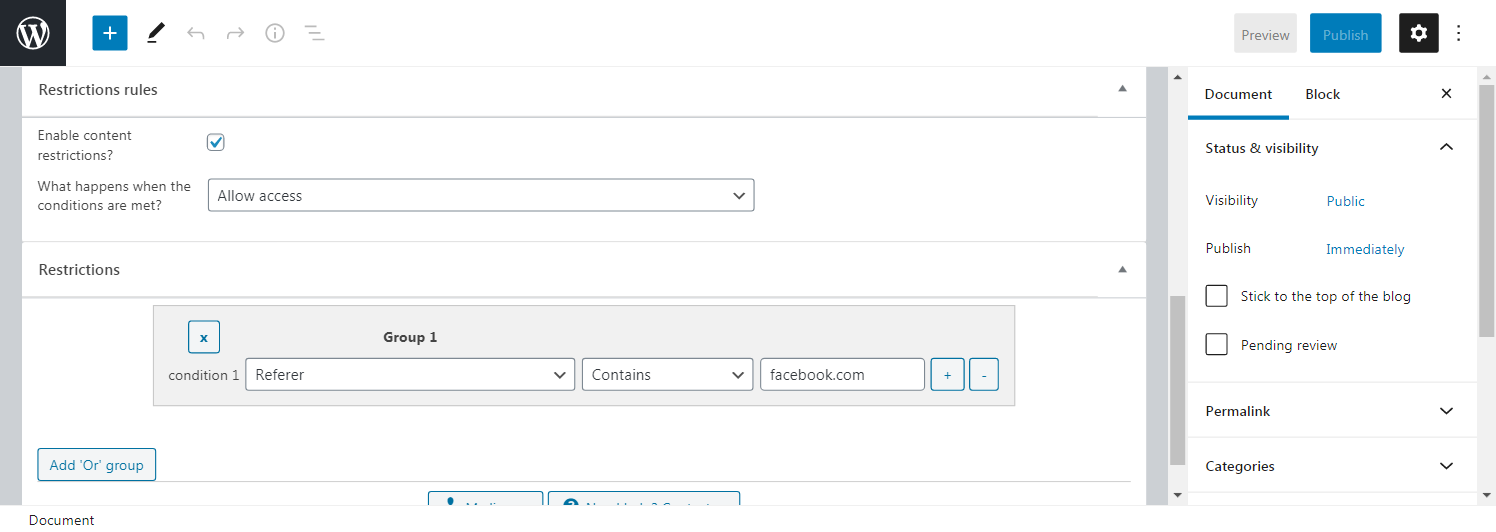 Preview
Publish
Restrictions rules
Document
Block
Enable content
restrictions?
What happens when the
conditions are met?
Allow access
Status & visibility
Visibility
Public
Publish
Immediately
Stick to the top of the blog
Pending review
Restrictions
x
Group 1
condition 1
Referer
Contains
facebook.com
+
-
Add 'Or' group
Permalink
Categories
Document